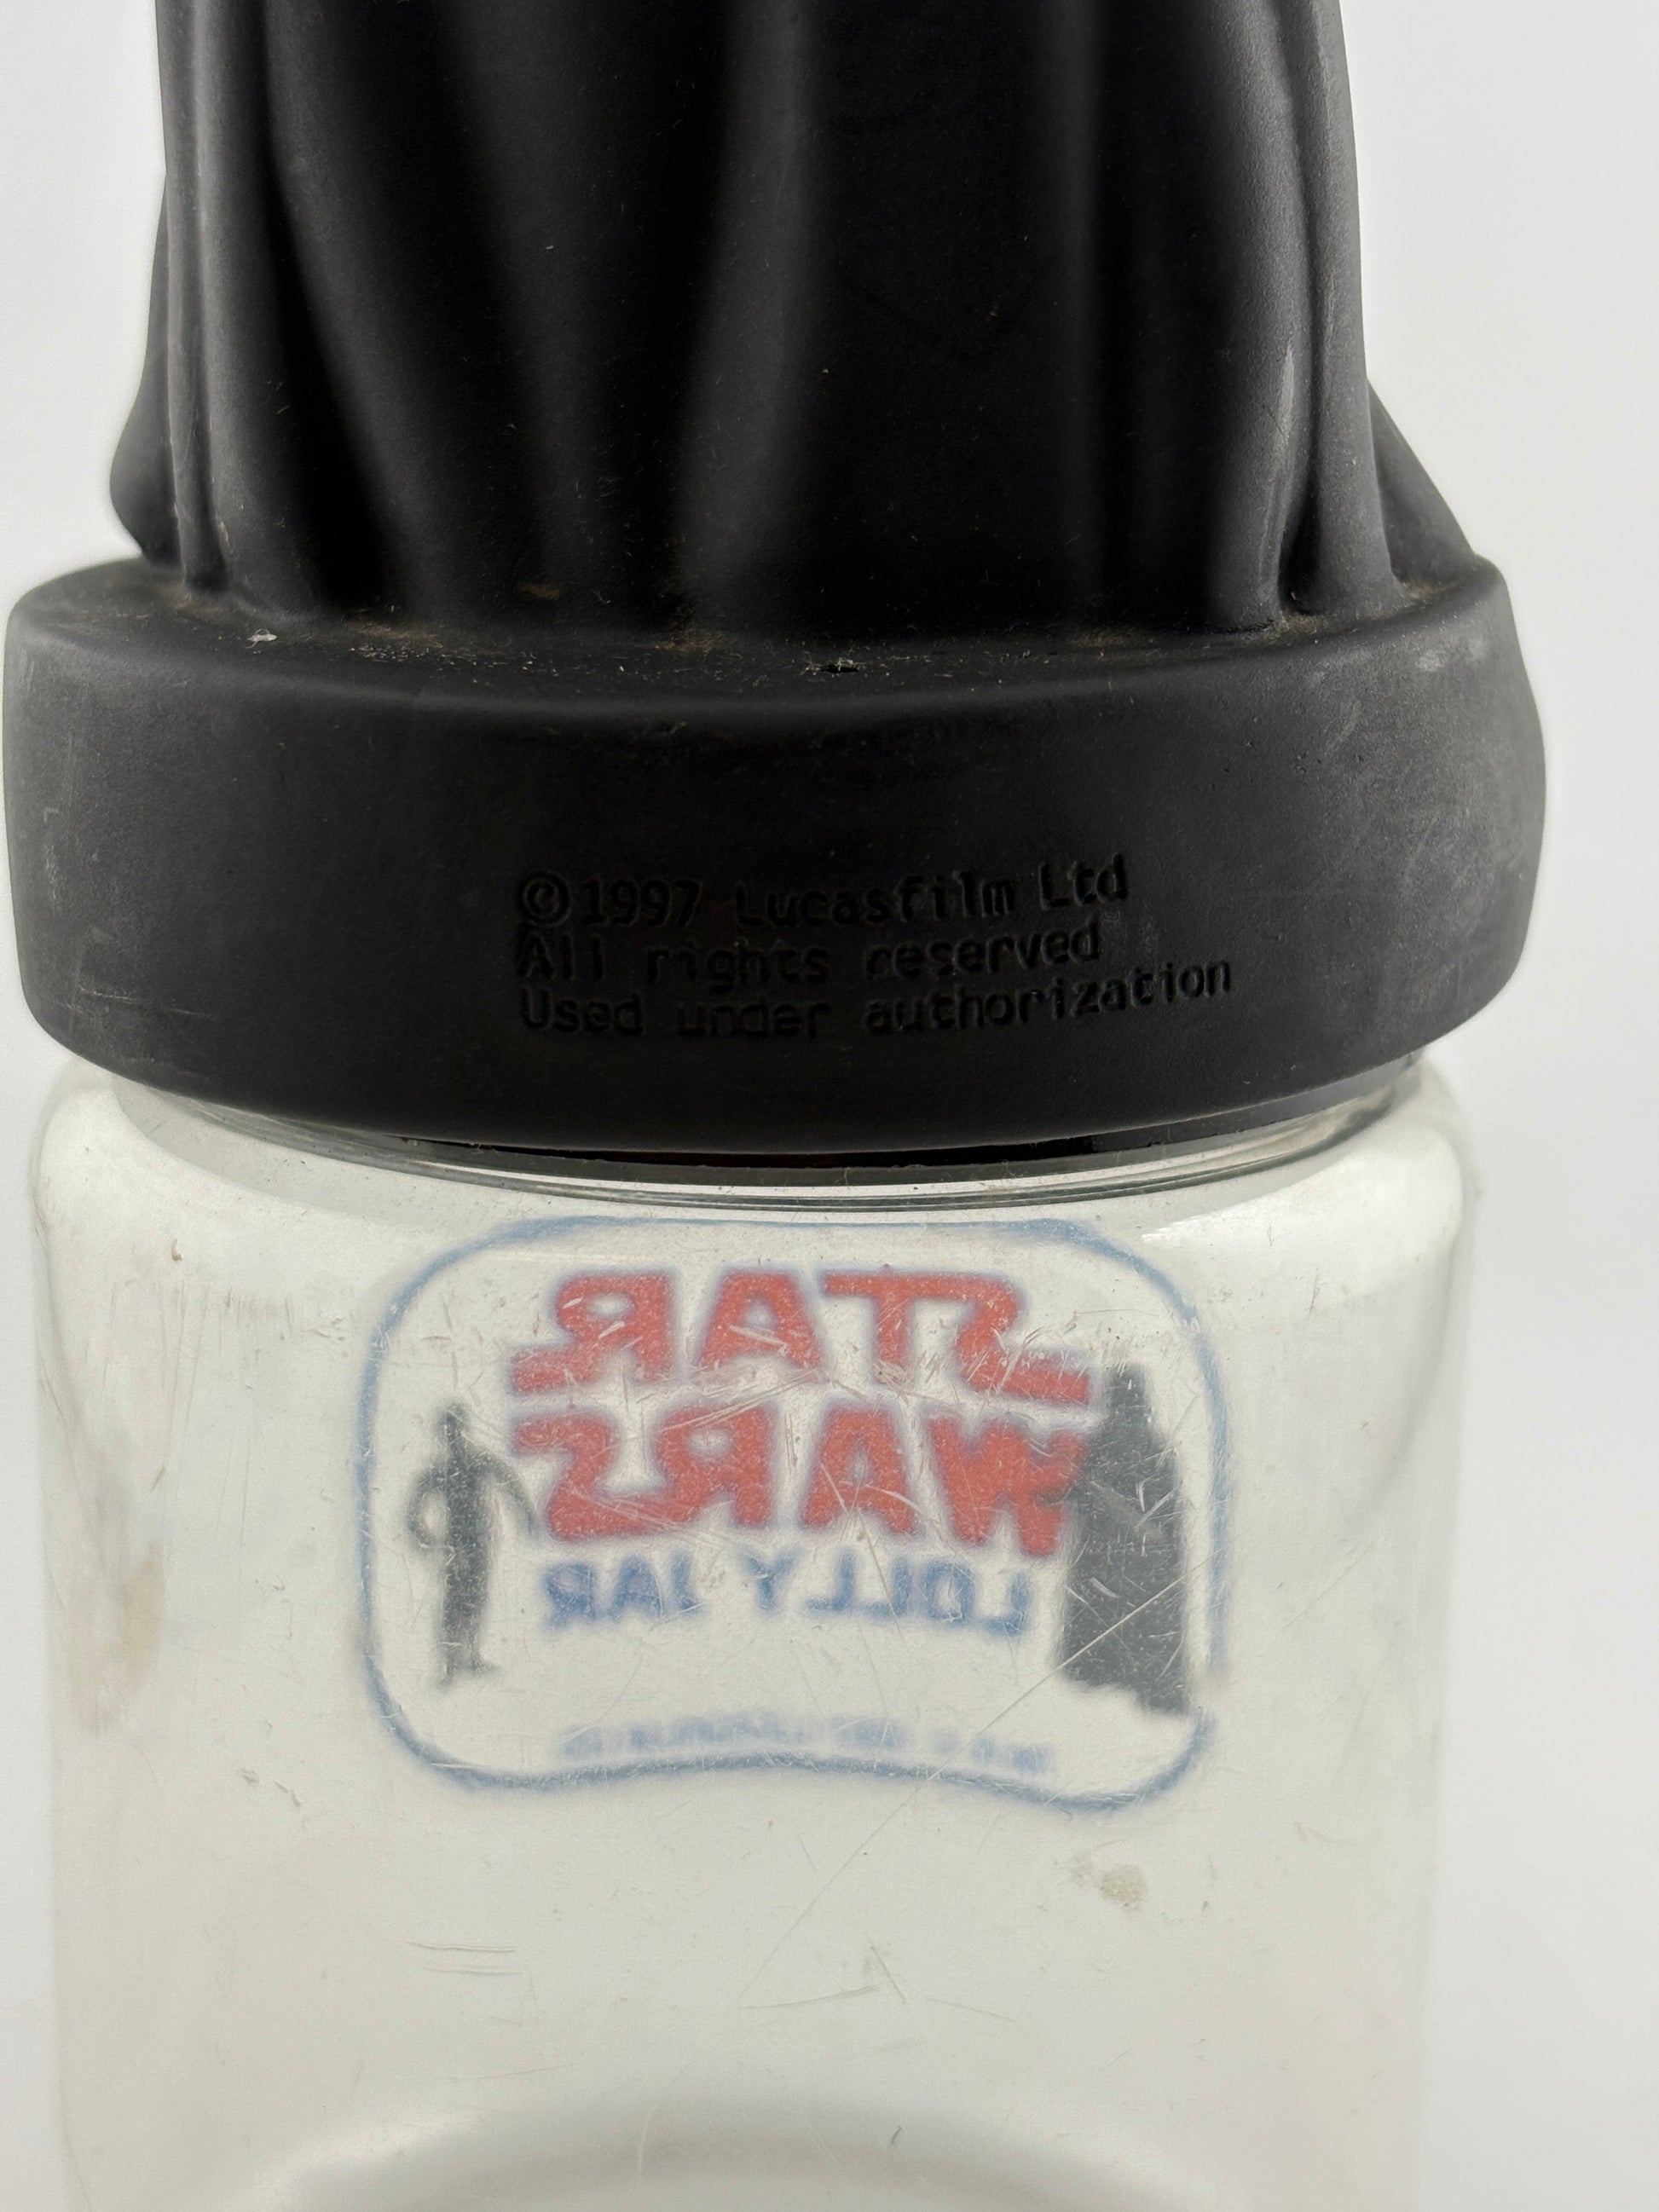 ©1997 Lucasfilm Ltd
All rights reserved
Used under authorization
STAR
WARS
LOLLY JAR